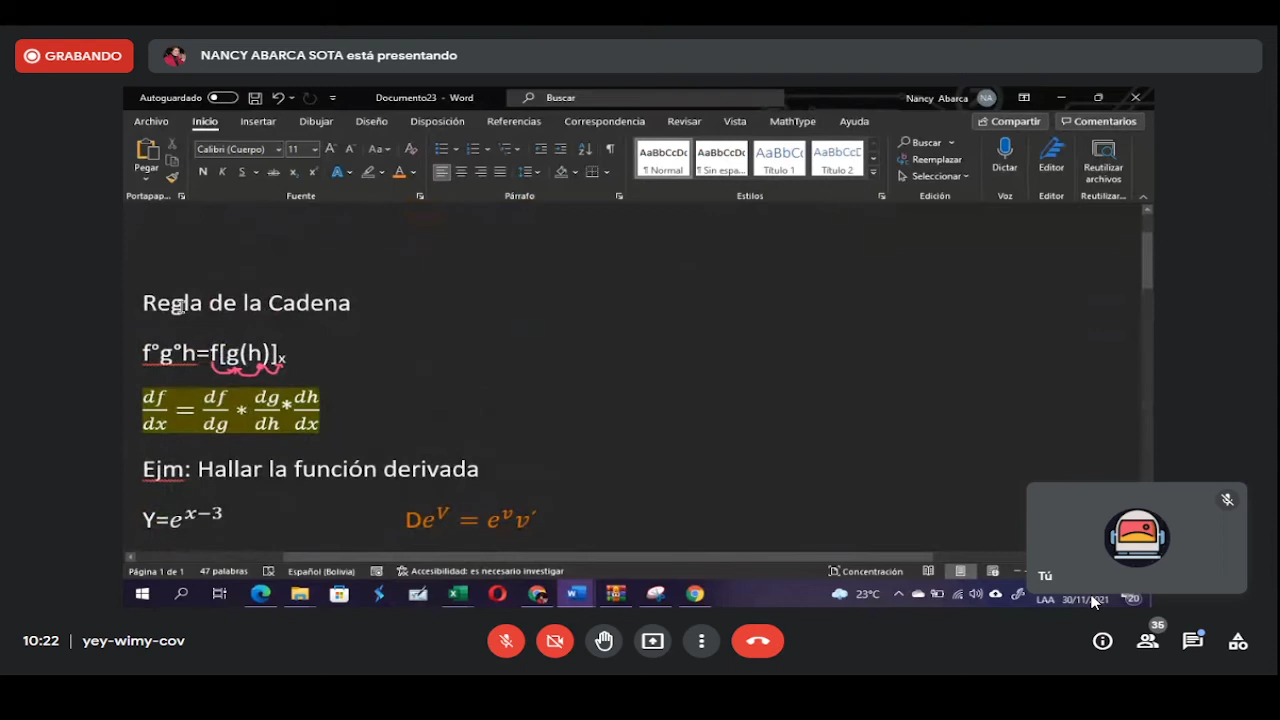 GRABANDO
NANCY ABARCA SOTA está presentando
Autoguardado
Documento23 - Word
Buscar
Nancy Abarca
NA
Archivo Inicio Insertar Dibujar Diseño Disposición Referencias Correspondencia Revisar Vista MathType Ayuda
Compartir
Comentarios
Pegar
Calibri (Cuerpo) 11
N K S
AaBbCcDc AaBbCcDc AaBbCc AaBbCcD
¶ Normal ¶ Sin espa... Título 1 Título 2
Buscar
Reemplazar
Seleccionar
Dictar
Editor
Reutilizar archivos
Portapap... Fuente Párrafo Estilos Edición Voz Editor Reutilizar...
Regla de la Cadena
f°g°h=f[g(h)]ₓ
df/dx = df/dg * dg/dh * dh/dx
Ejm: Hallar la función derivada
Y=e^{x−3} De^V = e^v v´
Página 1 de 1 47 palabras Español (Bolivia) Accesibilidad: es necesario investigar Concentración
23°C
LAA 30/11/2021
20
Tú
10:22 | yey-wimy-cov
36